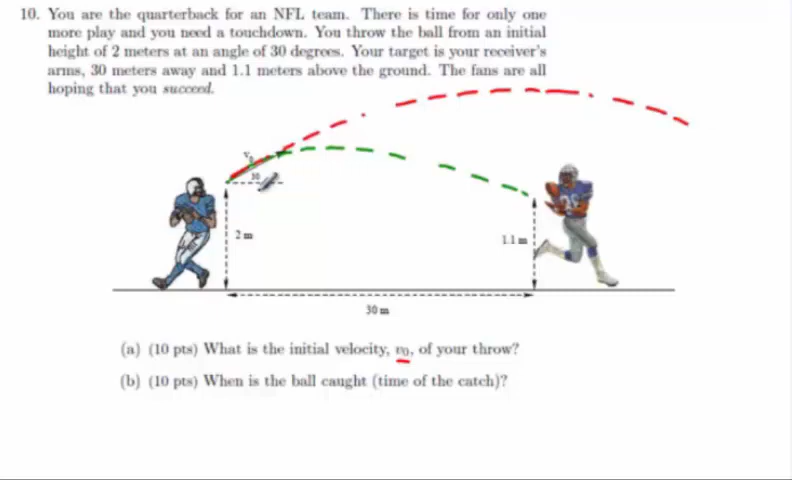 10. You are the quarterback for an NFL team. There is time for only one
more play and you need a touchdown. You throw the ball from an initial
height of 2 meters at an angle of 30 degrees. Your target is your receiver's
arms, 30 meters away and 1.1 meters above the ground. The fans are all
hoping that you succeed.
v₀
30
2 m
1.1 m
30 m
(a) (10 pts) What is the initial velocity, v₀, of your throw?
(b) (10 pts) When is the ball caught (time of the catch)?